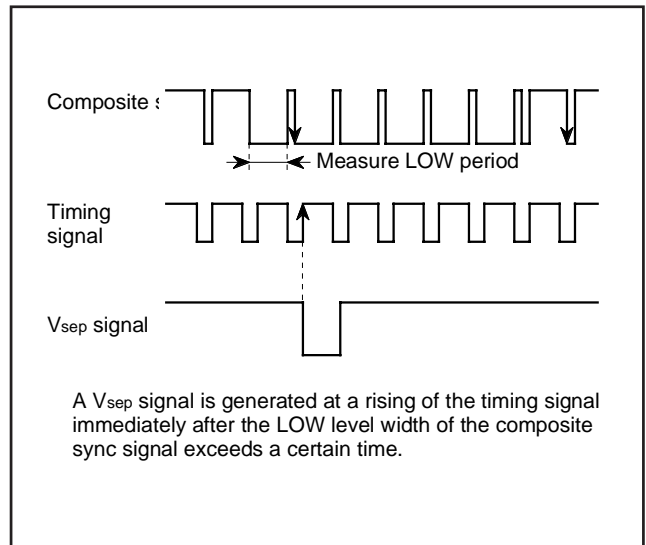 Composite s
Measure LOW period
Timing
signal
Vsep signal
A Vsep signal is generated at a rising of the timing signal
immediately after the LOW level width of the composite
sync signal exceeds a certain time.